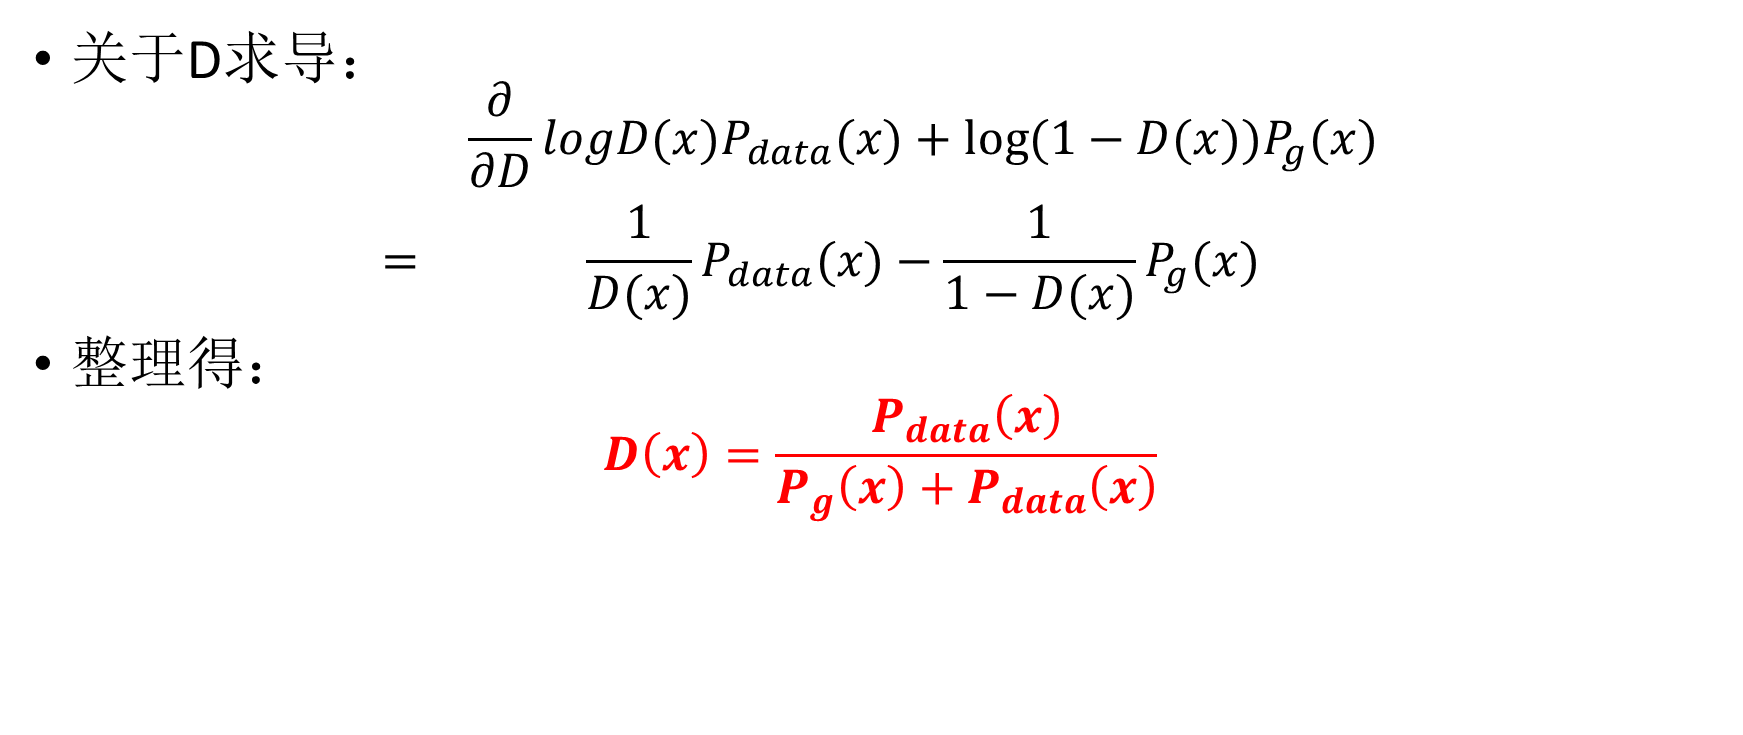 • 关于D求导：
∂/∂D logD(x)P_data(x) + log(1 − D(x))P_g(x)
= 1/D(x) P_data(x) − 1/(1 − D(x)) P_g(x)
• 整理得：
D(x) = P_data(x)/(P_g(x) + P_data(x))